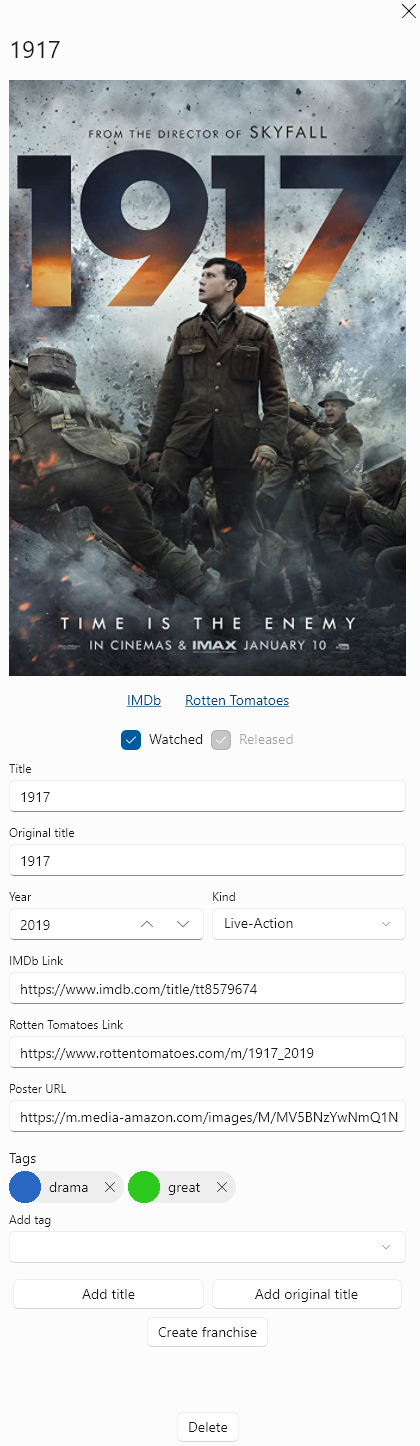 1917
FROM THE DIRECTOR OF SKYFALL
1917
TIME IS THE ENEMY
IN CINEMAS & IMAX JANUARY 10
IMDb Rotten Tomatoes
Watched Released
Title
1917
Original title
1917
Year Kind
2019 Live-Action
IMDb Link
https://www.imdb.com/title/tt8579674
Rotten Tomatoes Link
https://www.rottentomatoes.com/m/1917_2019
Poster URL
https://m.media-amazon.com/images/M/MV5BNzYwNmQ1N
Tags
drama great
Add tag
Add title Add original title
Create franchise
Delete